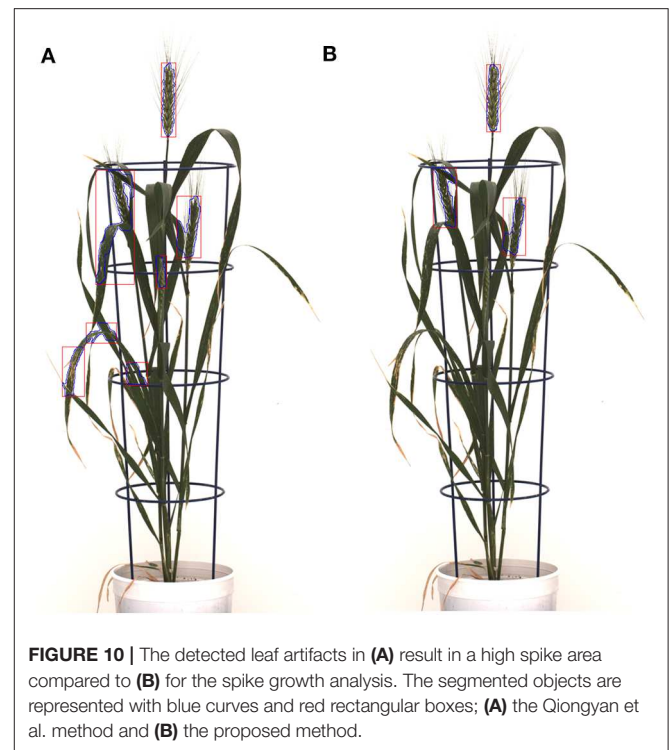 A
B
FIGURE 10 | The detected leaf artifacts in (A) result in a high spike area
compared to (B) for the spike growth analysis. The segmented objects are
represented with blue curves and red rectangular boxes; (A) the Qiongyan et
al. method and (B) the proposed method.